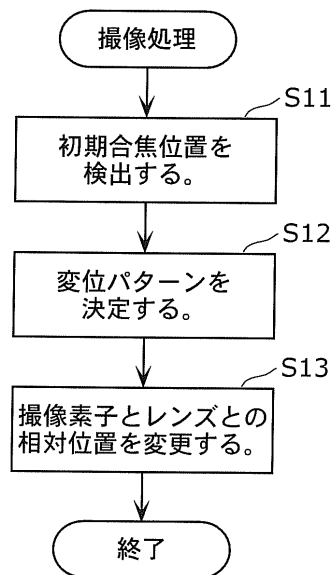 撮像処理
S11
初期合焦位置を
検出する。
S12
変位パターンを
決定する。
S13
撮像素子とレンズとの
相対位置を変更する。
終了